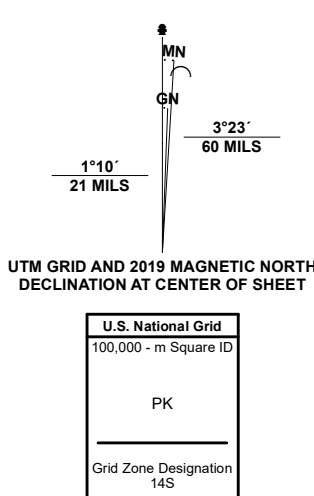 MN
GN
3°23´
60 MILS
1°10´
21 MILS
UTM GRID AND 2019 MAGNETIC NORTH
DECLINATION AT CENTER OF SHEET
U.S. National Grid
100,000 - m Square ID
PK
Grid Zone Designation
14S